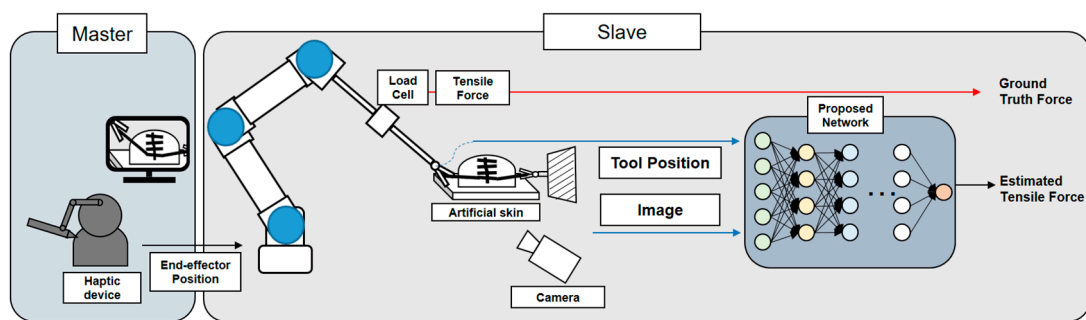 Master
Slave
Load
Cell
Tensile
Force
Ground
Truth Force
Proposed
Network
Tool Position
Image
Estimated
Tensile Force
Artificial skin
Camera
End-effector
Position
Haptic
device